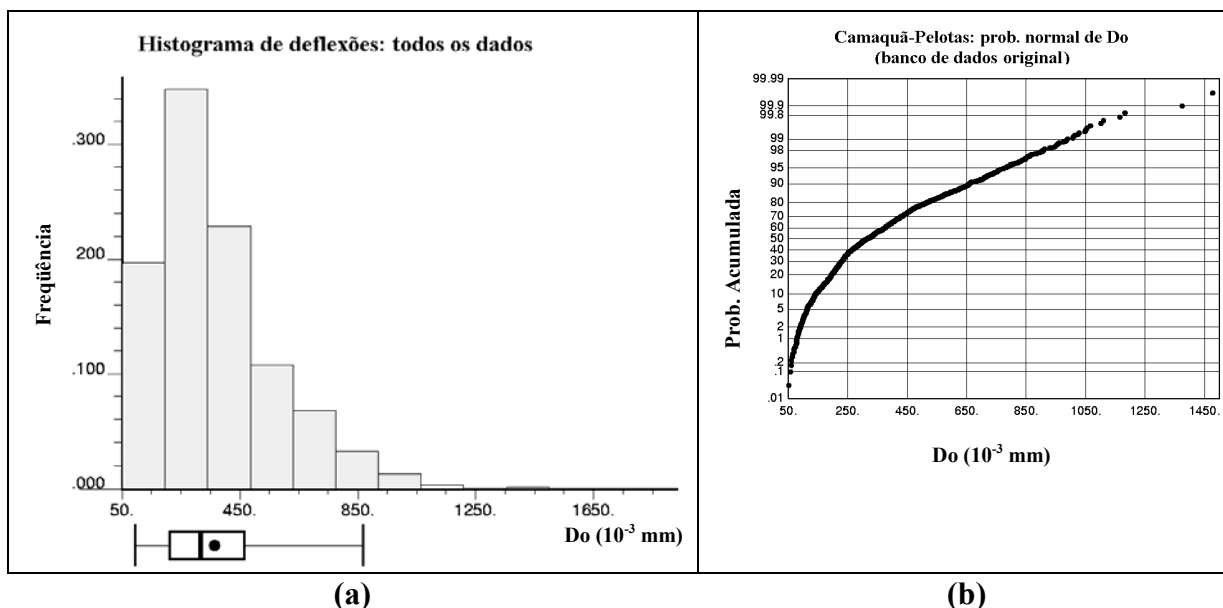 Histograma de deflexões: todos os dados
Freqüência
.300
.200
.100
.000
50. 450. 850. 1250. 1650.
Do (10-3 mm)
(a)
Camaquã-Pelotas: prob. normal de Do
(banco de dados original)
Prob. Acumulada
99.99
99.9
99.8
99
98
95
90
80
70
60
50
40
30
20
10
5
2
1
.2
.1
.01
50. 250. 450. 650. 850. 1050. 1250. 1450.
Do (10-3 mm)
(b)